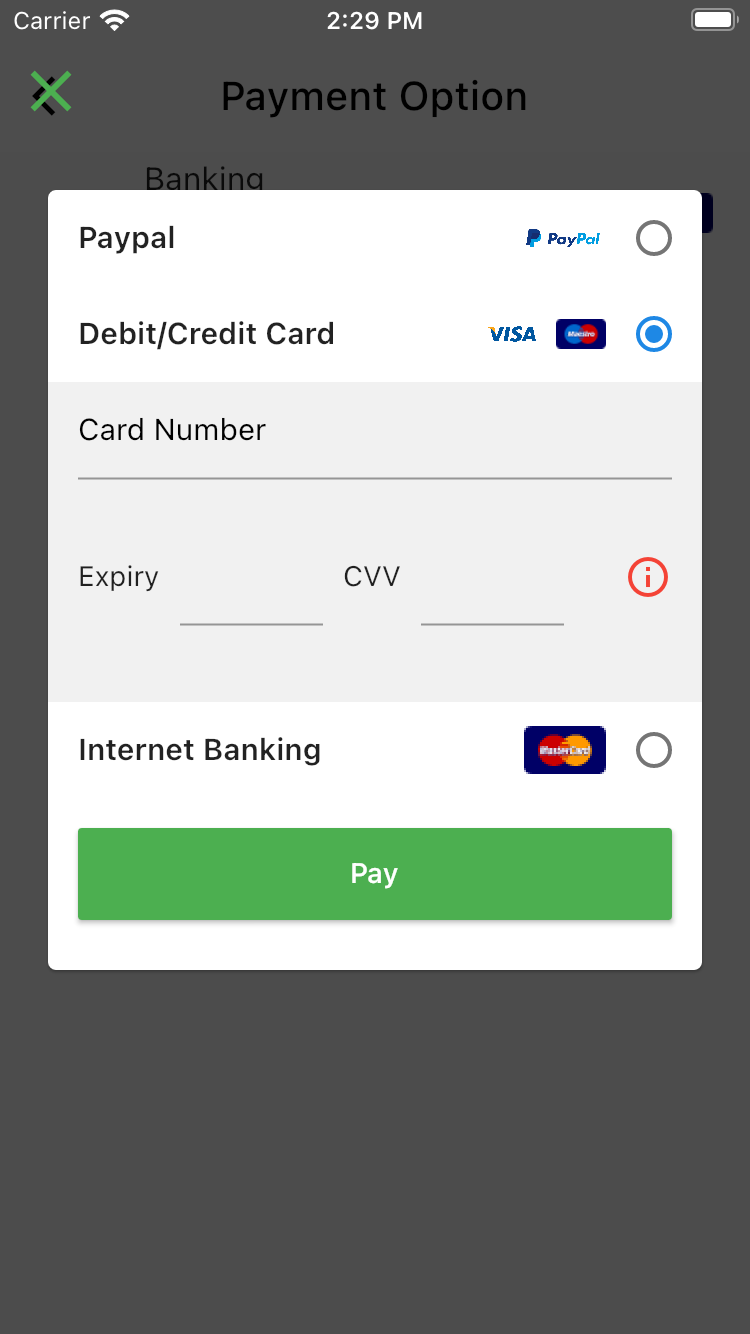 Carrier 2:29 PM
Payment Option
Banking
Paypal PayPal
Debit/Credit Card VISA Maestro
Card Number
Expiry CVV
Internet Banking MasterCard
Pay